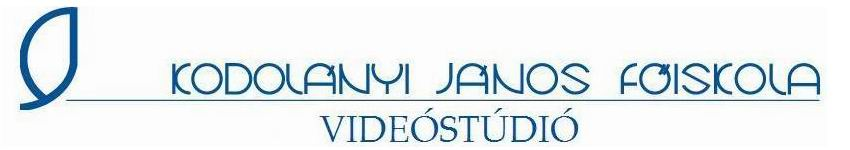 KODOLÁNYI JÁNOS FŐISKOLA
VIDEÓSTÚDIÓ